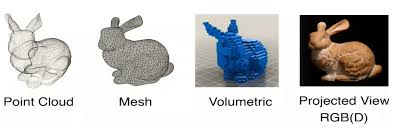 Point Cloud
Mesh
Volumetric
Projected View
RGB(D)